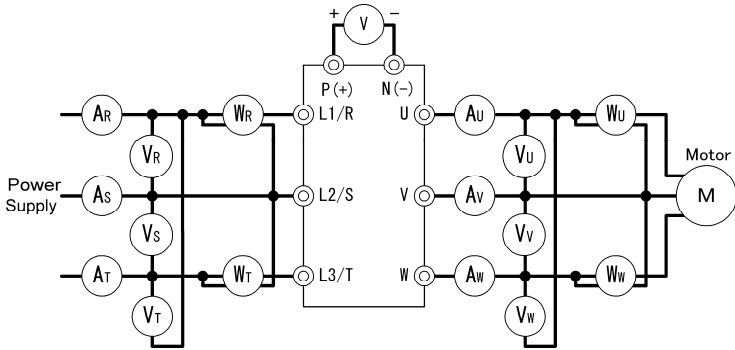 + V −
P(+) N(−)
AR WR L1/R U AU WU
VR VU Motor
Power Supply AS L2/S V AV M
VS VV
AT WT L3/T W AW WW
VT VW